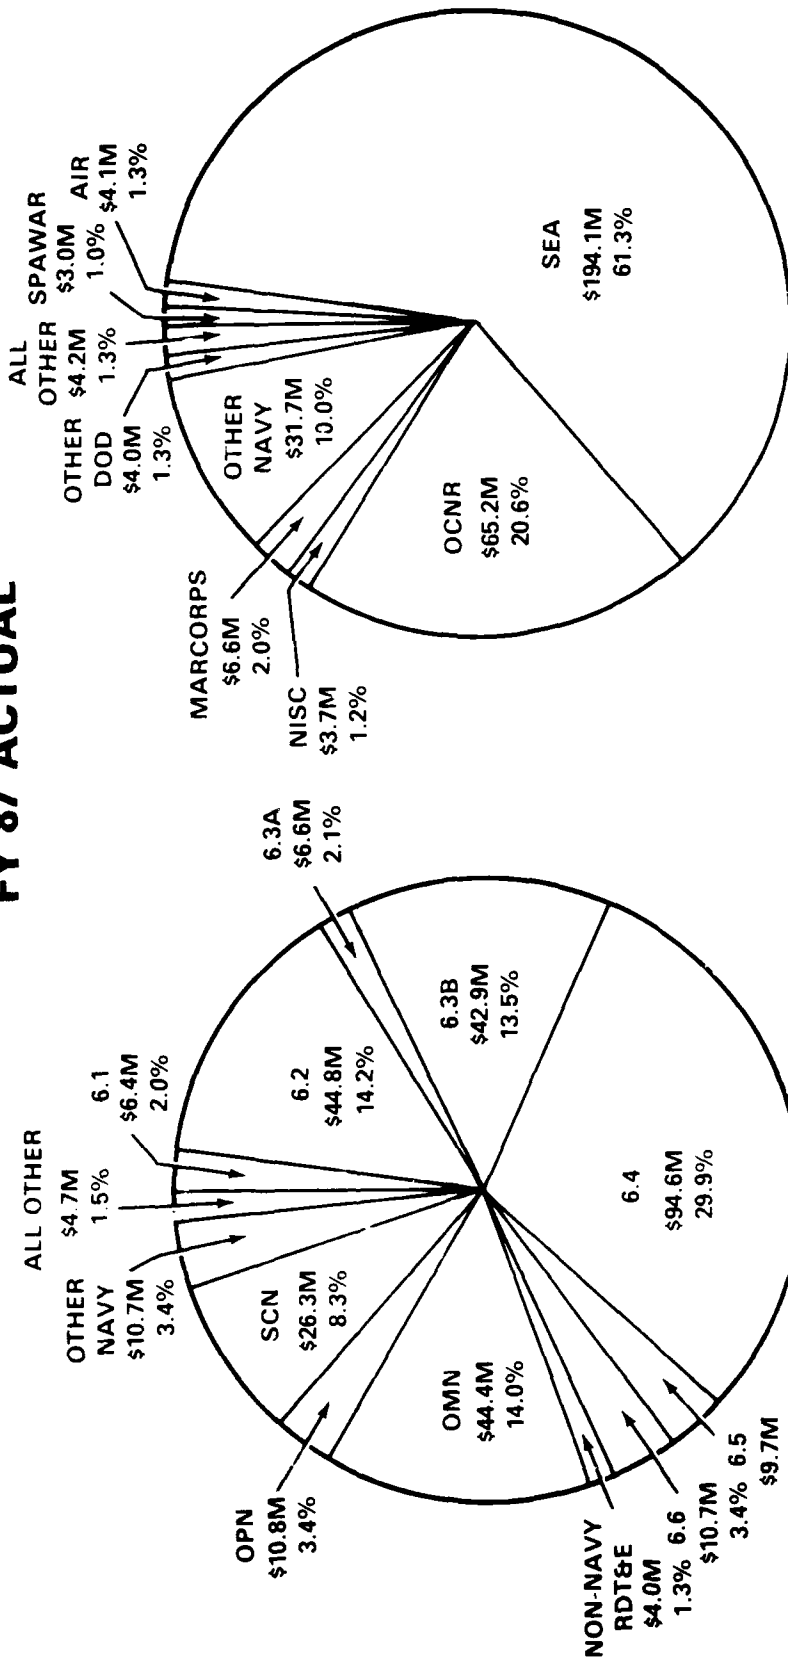 FY 87 ACTUAL
ALL OTHER
$4.7M
1.5%
6.1
$6.4M
2.0%
OTHER
NAVY
$10.7M
3.4%
6.2
$44.8M
14.2%
6.3A
$6.6M
2.1%
SCN
$26.3M
8.3%
6.3B
$42.9M
13.5%
OPN
$10.8M
3.4%
OMN
$44.4M
14.0%
6.4
$94.6M
29.9%
NON-NAVY
RDT&E
$4.0M
1.3%
6.6
$10.7M
3.4%
6.5
$9.7M
ALL
OTHER
$4.2M
1.3%
SPAWAR
$3.0M
1.0%
AIR
$4.1M
1.3%
OTHER
DOD
$4.0M
1.3%
OTHER
NAVY
$31.7M
10.0%
MARCORPS
$6.6M
2.0%
NISC
$3.7M
1.2%
OCNR
$65.2M
20.6%
SEA
$194.1M
61.3%